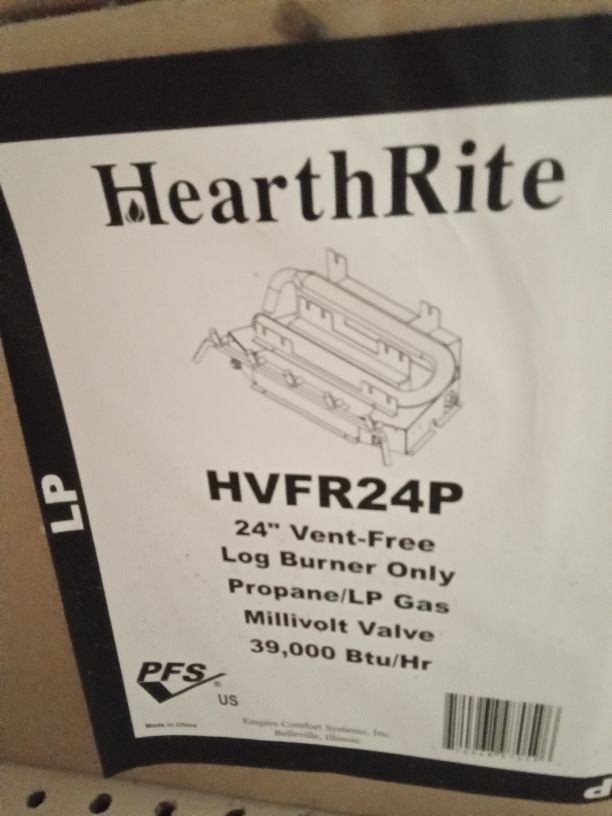 HearthRite
LP
HVFR24P
24" Vent-Free
Log Burner Only
Propane/LP Gas
Millivolt Valve
39,000 Btu/Hr
PFS®
US
Made in China
Empire Comfort Systems, Inc.
Belleville, Illinois